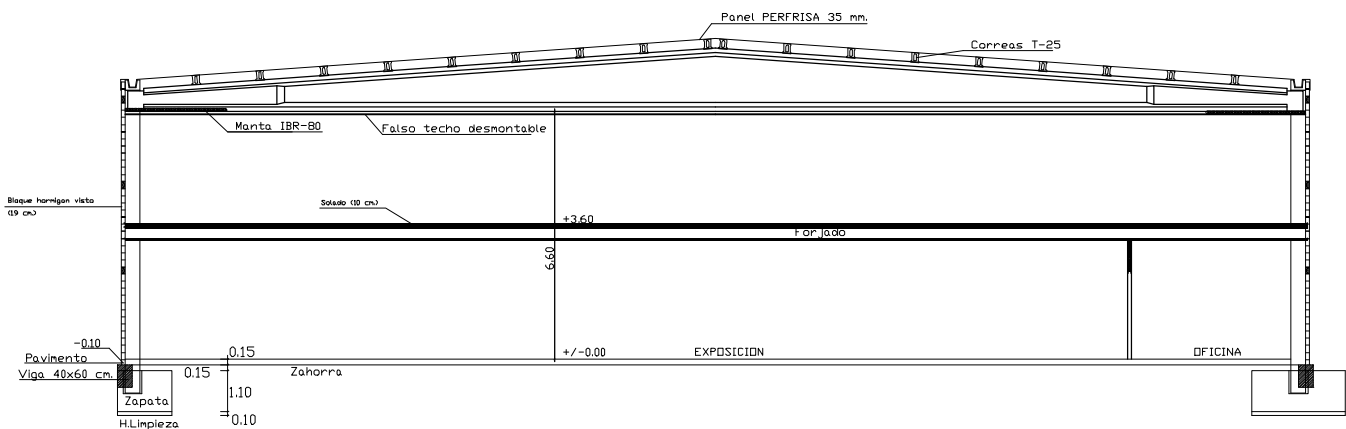 Panel PERFRISA 35 mm.
Correas T-25
Manta IBR-80
Falso techo desmontable
Bloque hormigon visto
(19 cm.)
Solado (10 cm.)
+3.60
Forjado
6.60
-0.10
Pavimento
Viga 40x60 cm.
0.15
+/-0.00
EXPOSICION
OFICINA
0.15
Zahorra
1.10
Zapata
0.10
H.Limpieza